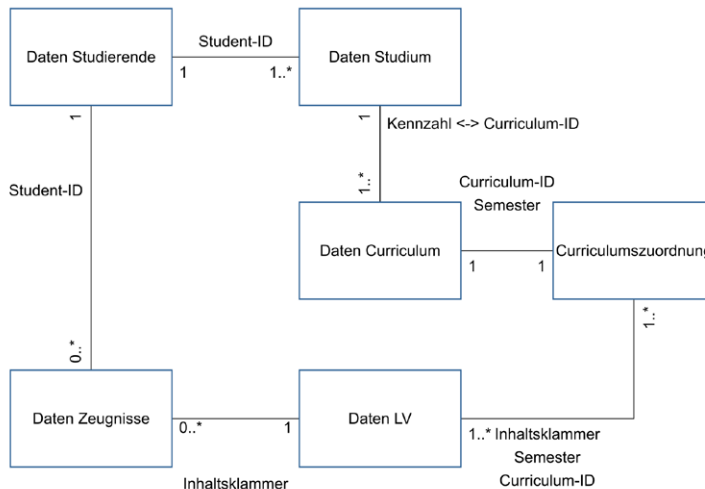 Daten Studierende
Student-ID
1
1..*
Daten Studium
1
Student-ID
0..*
1
Kennzahl <-> Curriculum-ID
1..*
Daten Curriculum
Curriculum-ID
Semester
1
1
Curriculumszuordnung
1..*
Daten Zeugnisse
0..*
1
Inhaltsklammer
Daten LV
1..* Inhaltsklammer
Semester
Curriculum-ID